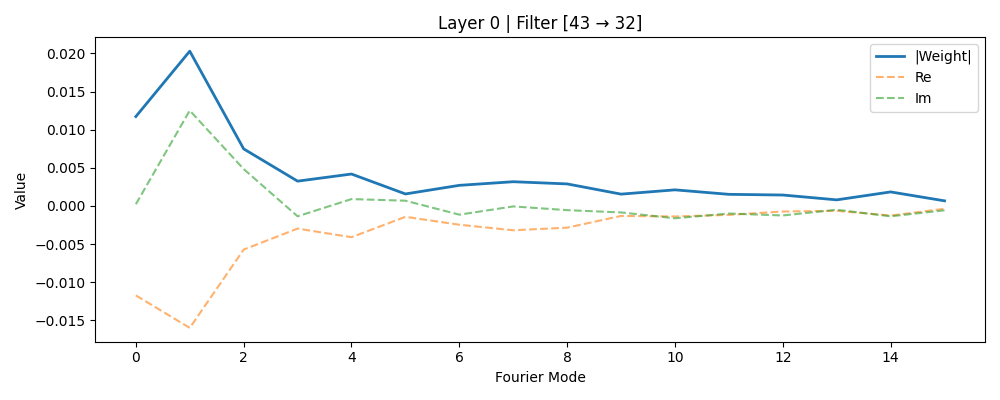 Layer 0 | Filter [43 → 32]
|Weight|
Re
Im
0.020
0.015
0.010
0.005
0.000
−0.005
−0.010
−0.015
Value
0 2 4 6 8 10 12 14
Fourier Mode